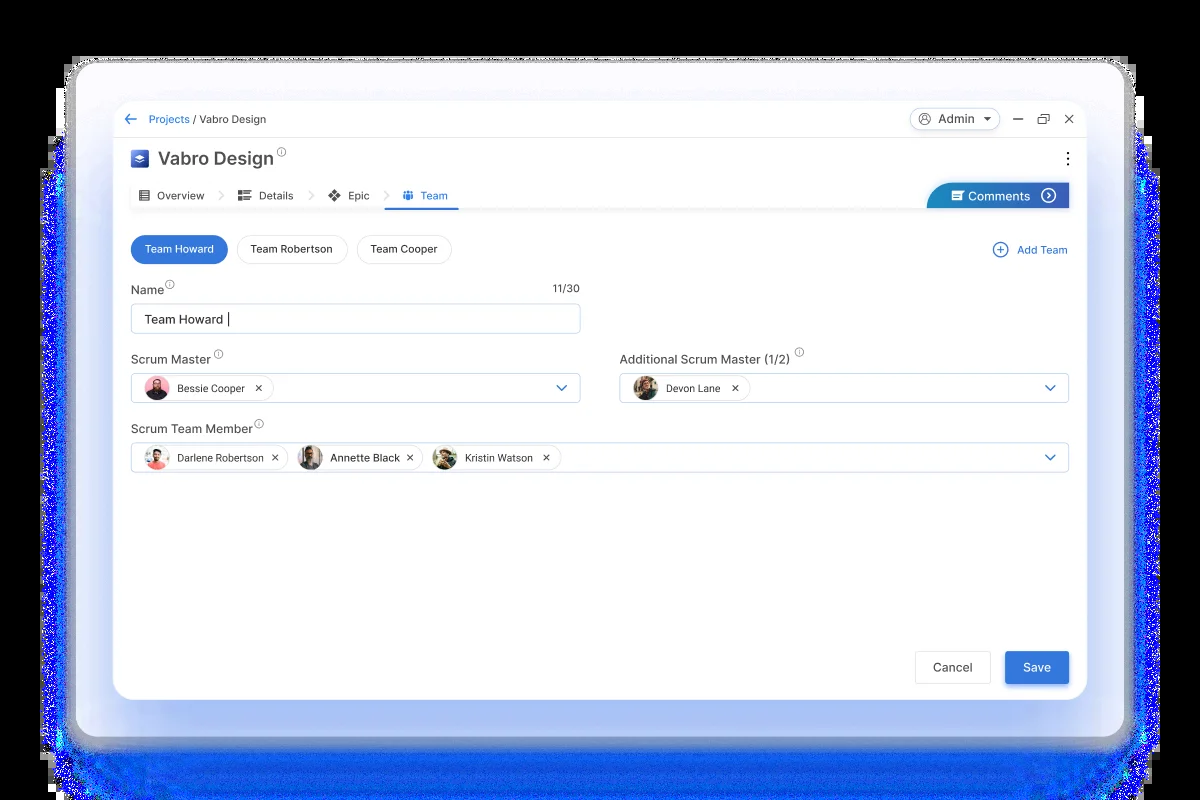 Projects / Vabro Design
Admin
Vabro Design
Overview
Details
Epic
Team
Comments
Team Howard
Team Robertson
Team Cooper
Add Team
Name
11/30
Team Howard
Scrum Master
Additional Scrum Master (1/2)
Bessie Cooper
Devon Lane
Scrum Team Member
Darlene Robertson
Annette Black
Kristin Watson
Cancel
Save